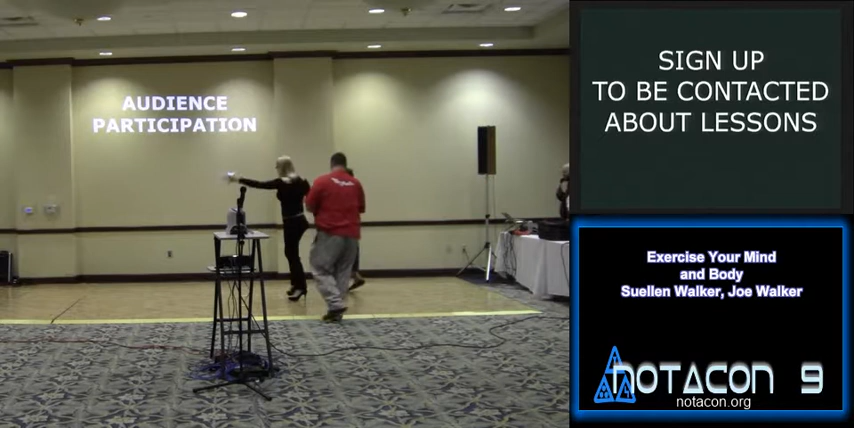 AUDIENCE
PARTICIPATION
SIGN UP
TO BE CONTACTED
ABOUT LESSONS
Exercise Your Mind
and Body
Suellen Walker, Joe Walker
NOTACON 9
notacon.org